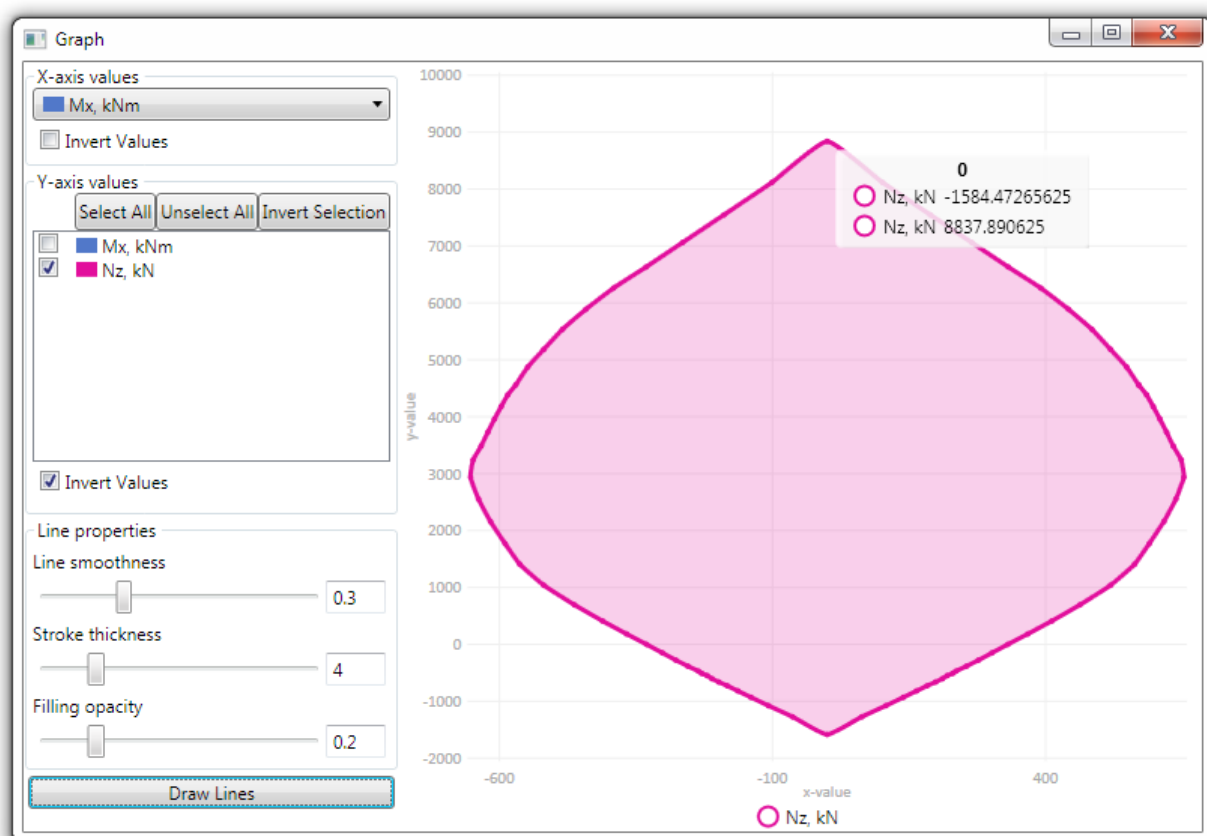 Graph
X-axis values
Mx, kNm
Invert Values
Y-axis values
Select All Unselect All Invert Selection
Mx, kNm
Nz, kN
Invert Values
Line properties
Line smoothness
0.3
Stroke thickness
4
Filling opacity
0.2
Draw Lines
10000
9000
8000
7000
6000
5000
4000
3000
2000
1000
0
-1000
-2000
y-value
0
Nz, kN -1584.47265625
Nz, kN 8837.890625
-600 -100 400
x-value
Nz, kN